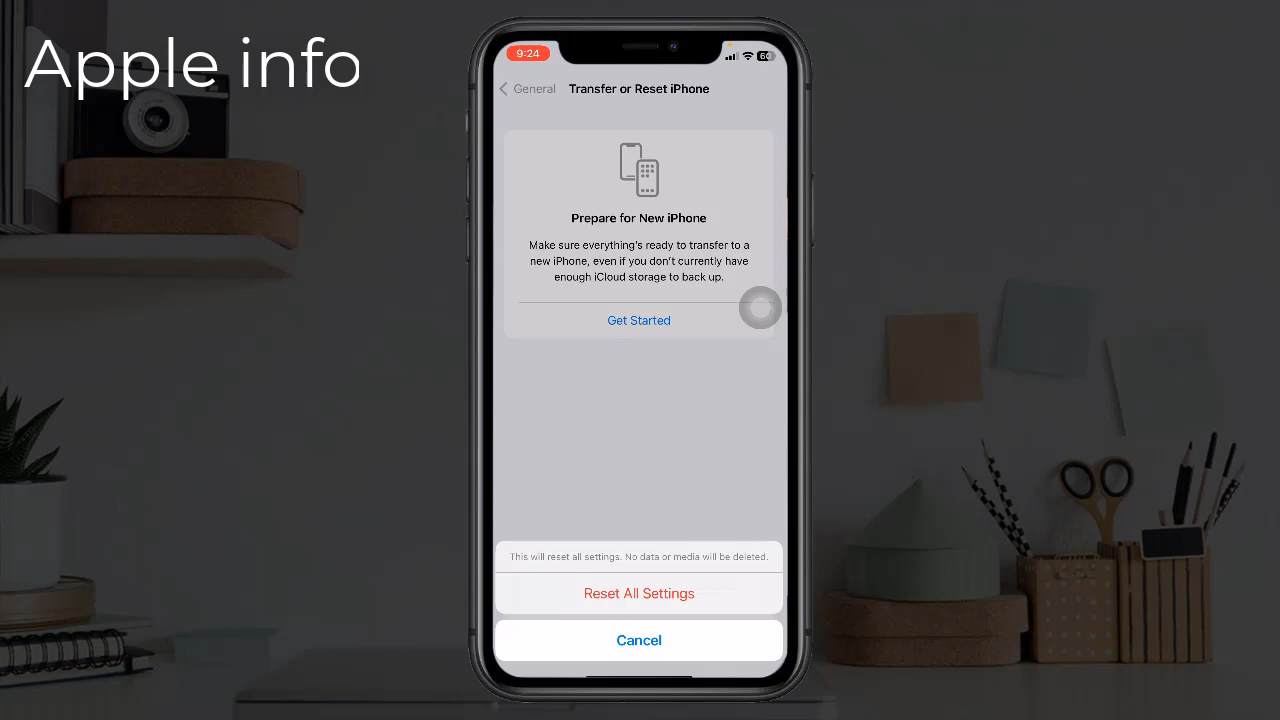 Apple info
9:24
60
General
Transfer or Reset iPhone
Prepare for New iPhone
Make sure everything's ready to transfer to a
new iPhone, even if you don't currently have
enough iCloud storage to back up.
Get Started
This will reset all settings. No data or media will be deleted.
Reset All Settings
Cancel